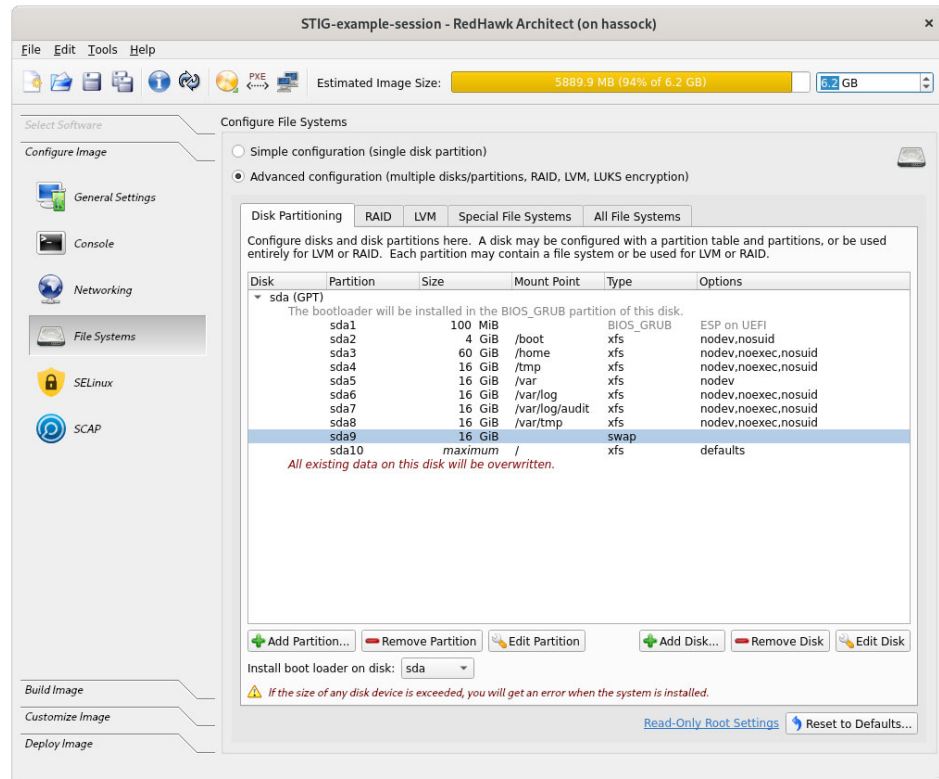 STIG-example-session - RedHawk Architect (on hassock)
File Edit Tools Help
PXE
Estimated Image Size:
5889.9 MB (94% of 6.2 GB)
6.2 GB
Select Software
Configure Image
General Settings
Console
Networking
File Systems
SELinux
SCAP
Build Image
Customize Image
Deploy Image
Configure File Systems
Simple configuration (single disk partition)
Advanced configuration (multiple disks/partitions, RAID, LVM, LUKS encryption)
Disk Partitioning RAID LVM Special File Systems All File Systems
Configure disks and disk partitions here. A disk may be configured with a partition table and partitions, or be used
entirely for LVM or RAID. Each partition may contain a file system or be used for LVM or RAID.
Disk Partition Size Mount Point Type Options
sda (GPT)
The bootloader will be installed in the BIOS_GRUB partition of this disk.
sda1 100 MiB BIOS_GRUB ESP on UEFI
sda2 4 GiB /boot xfs nodev,nosuid
sda3 60 GiB /home xfs nodev,noexec,nosuid
sda4 16 GiB /tmp xfs nodev,noexec,nosuid
sda5 16 GiB /var xfs nodev
sda6 16 GiB /var/log xfs nodev,noexec,nosuid
sda7 16 GiB /var/log/audit xfs nodev,noexec,nosuid
sda8 16 GiB /var/tmp xfs nodev,noexec,nosuid
sda9 16 GiB swap
sda10 maximum / xfs defaults
All existing data on this disk will be overwritten.
Add Partition... Remove Partition Edit Partition Add Disk... Remove Disk Edit Disk
Install boot loader on disk: sda
If the size of any disk device is exceeded, you will get an error when the system is installed.
Read-Only Root Settings Reset to Defaults...